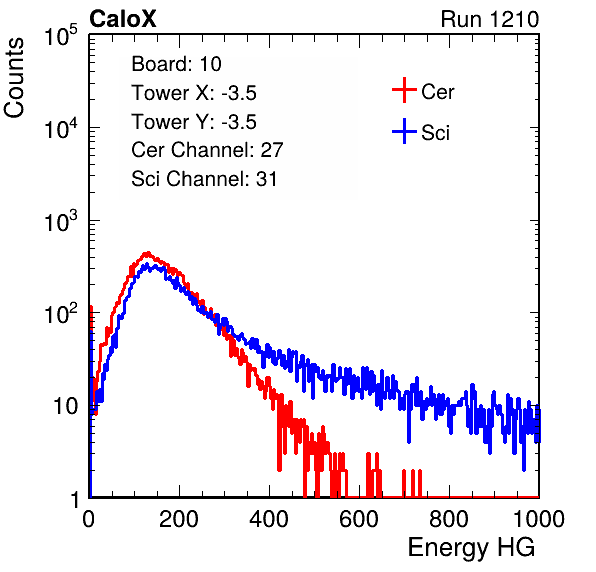 CaloX Run 1210
Counts
10^5
10^4
10^3
10^2
10
1
Board: 10
Tower X: -3.5
Tower Y: -3.5
Cer Channel: 27
Sci Channel: 31
Cer
Sci
0 200 400 600 800 1000
Energy HG